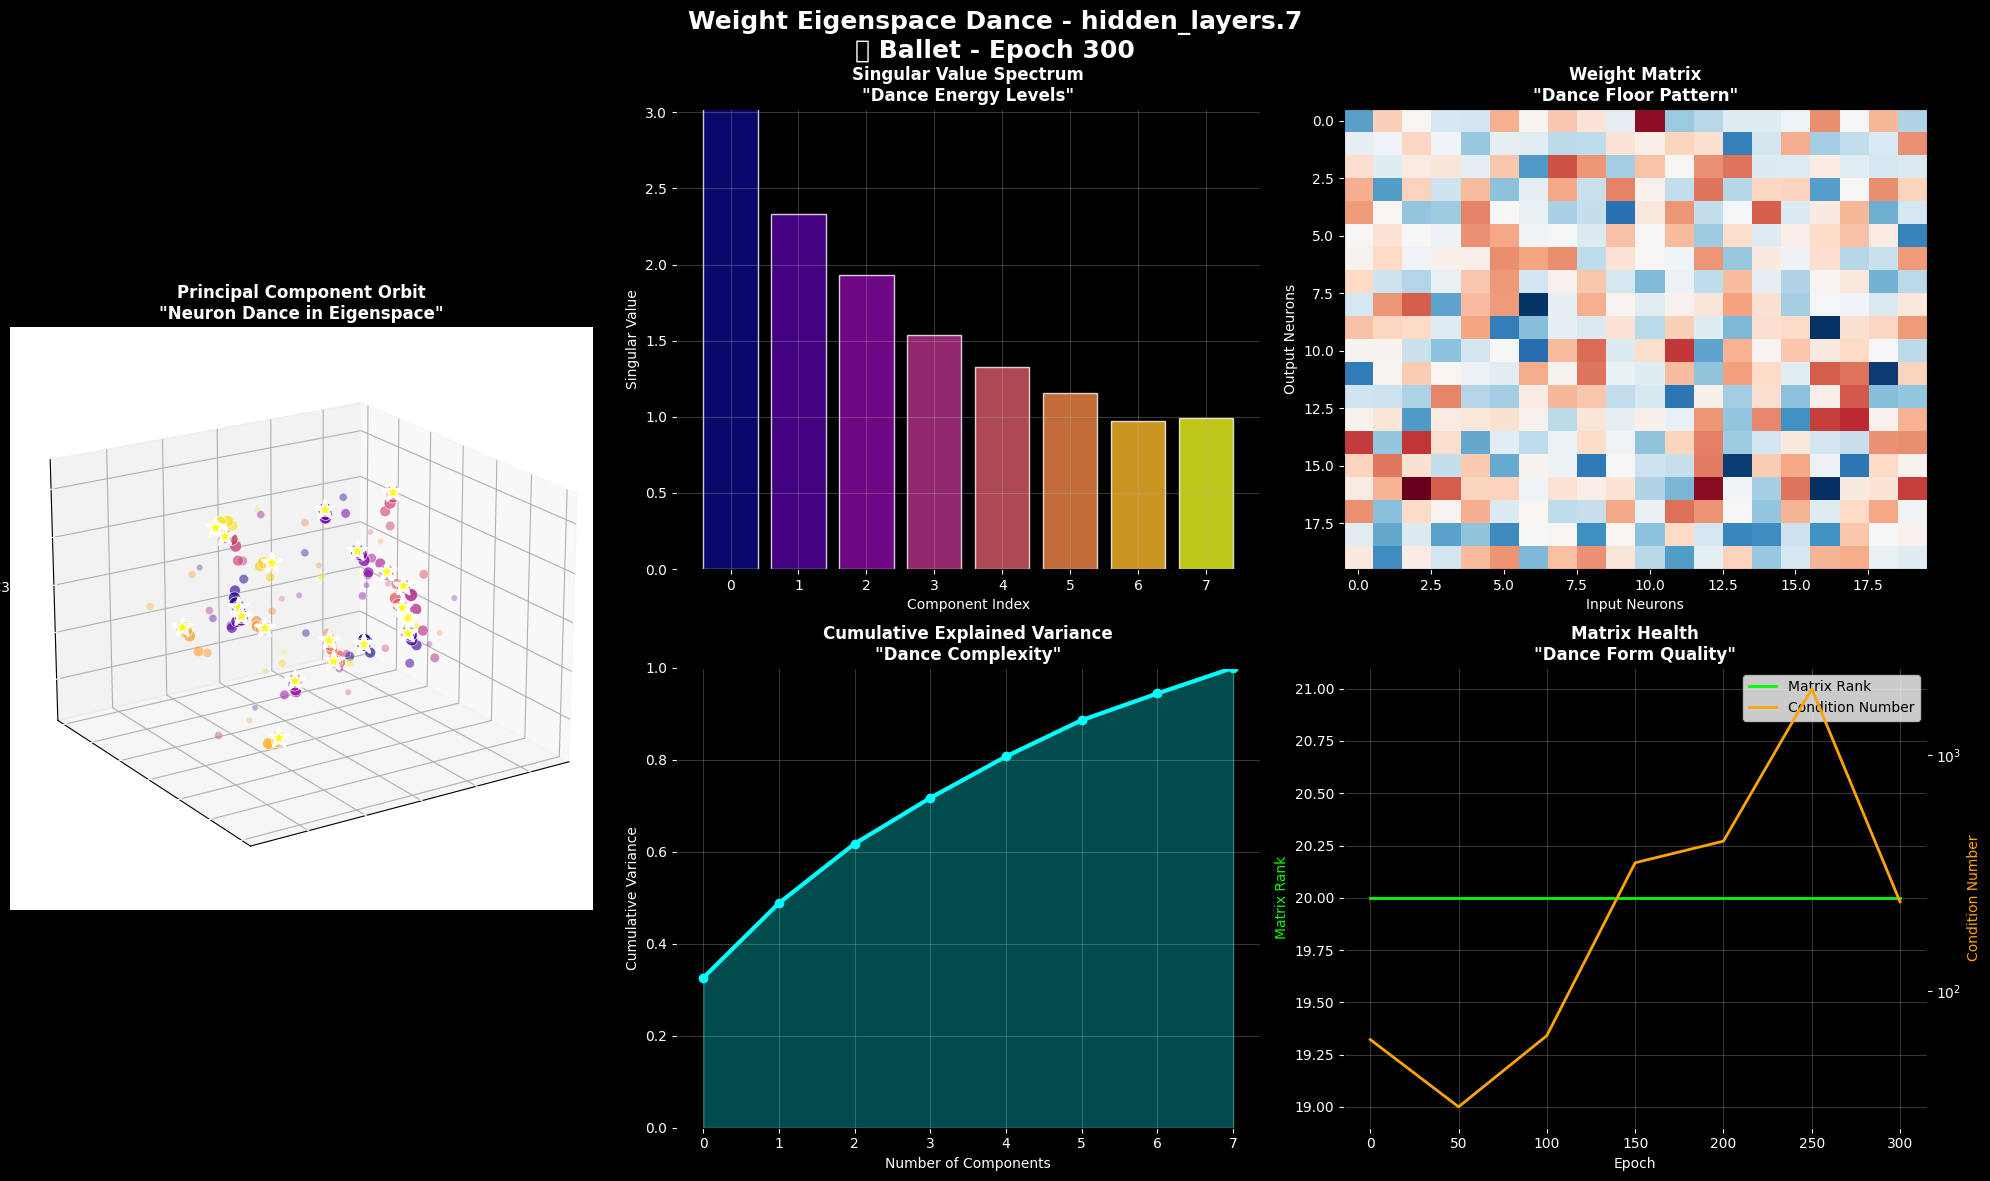 Weight Eigenspace Dance - hidden_layers.7
Ballet - Epoch 300
Principal Component Orbit
"Neuron Dance in Eigenspace"
3
Singular Value Spectrum
"Dance Energy Levels"
Singular Value
3.0
2.5
2.0
1.5
1.0
0.5
0.0
0 1 2 3 4 5 6 7
Component Index
Weight Matrix
"Dance Floor Pattern"
Output Neurons
0.0
2.5
5.0
7.5
10.0
12.5
15.0
17.5
0.0 2.5 5.0 7.5 10.0 12.5 15.0 17.5
Input Neurons
Cumulative Explained Variance
"Dance Complexity"
Cumulative Variance
1.0
0.8
0.6
0.4
0.2
0.0
0 1 2 3 4 5 6 7
Number of Components
Matrix Health
"Dance Form Quality"
Matrix Rank
Condition Number
Matrix Rank
21.00
20.75
20.50
20.25
20.00
19.75
19.50
19.25
19.00
0 50 100 150 200 250 300
Epoch
10³
10²
Condition Number